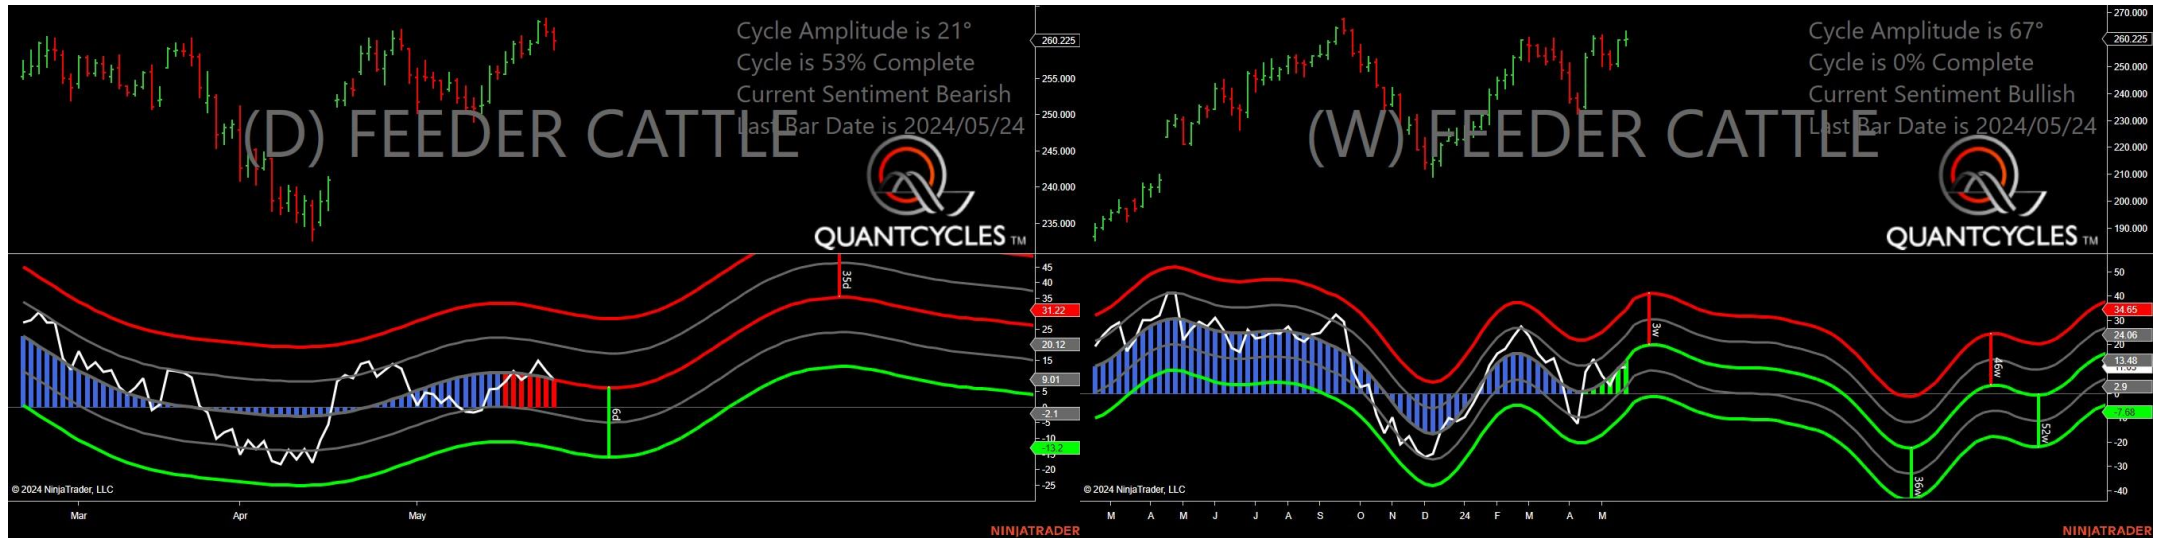 Cycle Amplitude is 21°
Cycle is 53% Complete
Current Sentiment Bearish
Last Bar Date is 2024/05/24
(D) FEEDER CATTLE
QUANTCYCLES TM
260.225
255.000
250.000
245.000
240.000
235.000
45
40
35
31.22
25
20.12
15
9.01
5
-2.1
-5
-10
-13.2
-20
-25
35d
6d
© 2024 NinjaTrader, LLC
Mar
Apr
May
NINJATRADER
Cycle Amplitude is 67°
Cycle is 0% Complete
Current Sentiment Bullish
Last Bar Date is 2024/05/24
(W) FEEDER CATTLE
QUANTCYCLES TM
270.000
260.225
250.000
240.000
230.000
220.000
210.000
200.000
190.000
50
40
34.65
30
24.06
20
13.48
2.9
0
-7.68
-20
-30
-40
3w
46w
52w
36w
© 2024 NinjaTrader, LLC
M
A
M
J
J
A
S
O
N
D
24
F
M
A
M
NINJATRADER